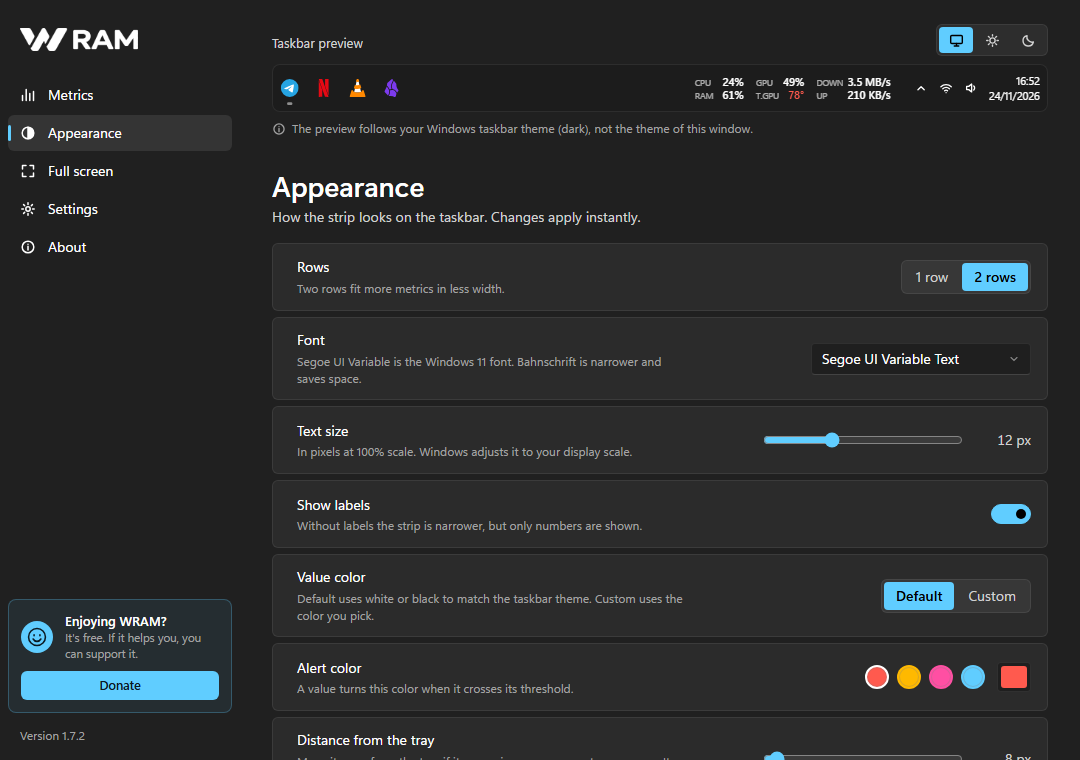 W RAM
Metrics
Appearance
Full screen
Settings
About
Enjoying WRAM?
It's free. If it helps you, you
can support it.
Donate
Version 1.7.2
Taskbar preview
CPU 24% GPU 49% DOWN 3.5 MB/s
RAM 61% T.GPU 78° UP 210 KB/s
16:52
24/11/2026
The preview follows your Windows taskbar theme (dark), not the theme of this window.
Appearance
How the strip looks on the taskbar. Changes apply instantly.
Rows
Two rows fit more metrics in less width.
1 row 2 rows
Font
Segoe UI Variable is the Windows 11 font. Bahnschrift is narrower and
saves space.
Segoe UI Variable Text
Text size
In pixels at 100% scale. Windows adjusts it to your display scale.
12 px
Show labels
Without labels the strip is narrower, but only numbers are shown.
Value color
Default uses white or black to match the taskbar theme. Custom uses the
color you pick.
Default Custom
Alert color
A value turns this color when it crosses its threshold.
Distance from the tray
8 px